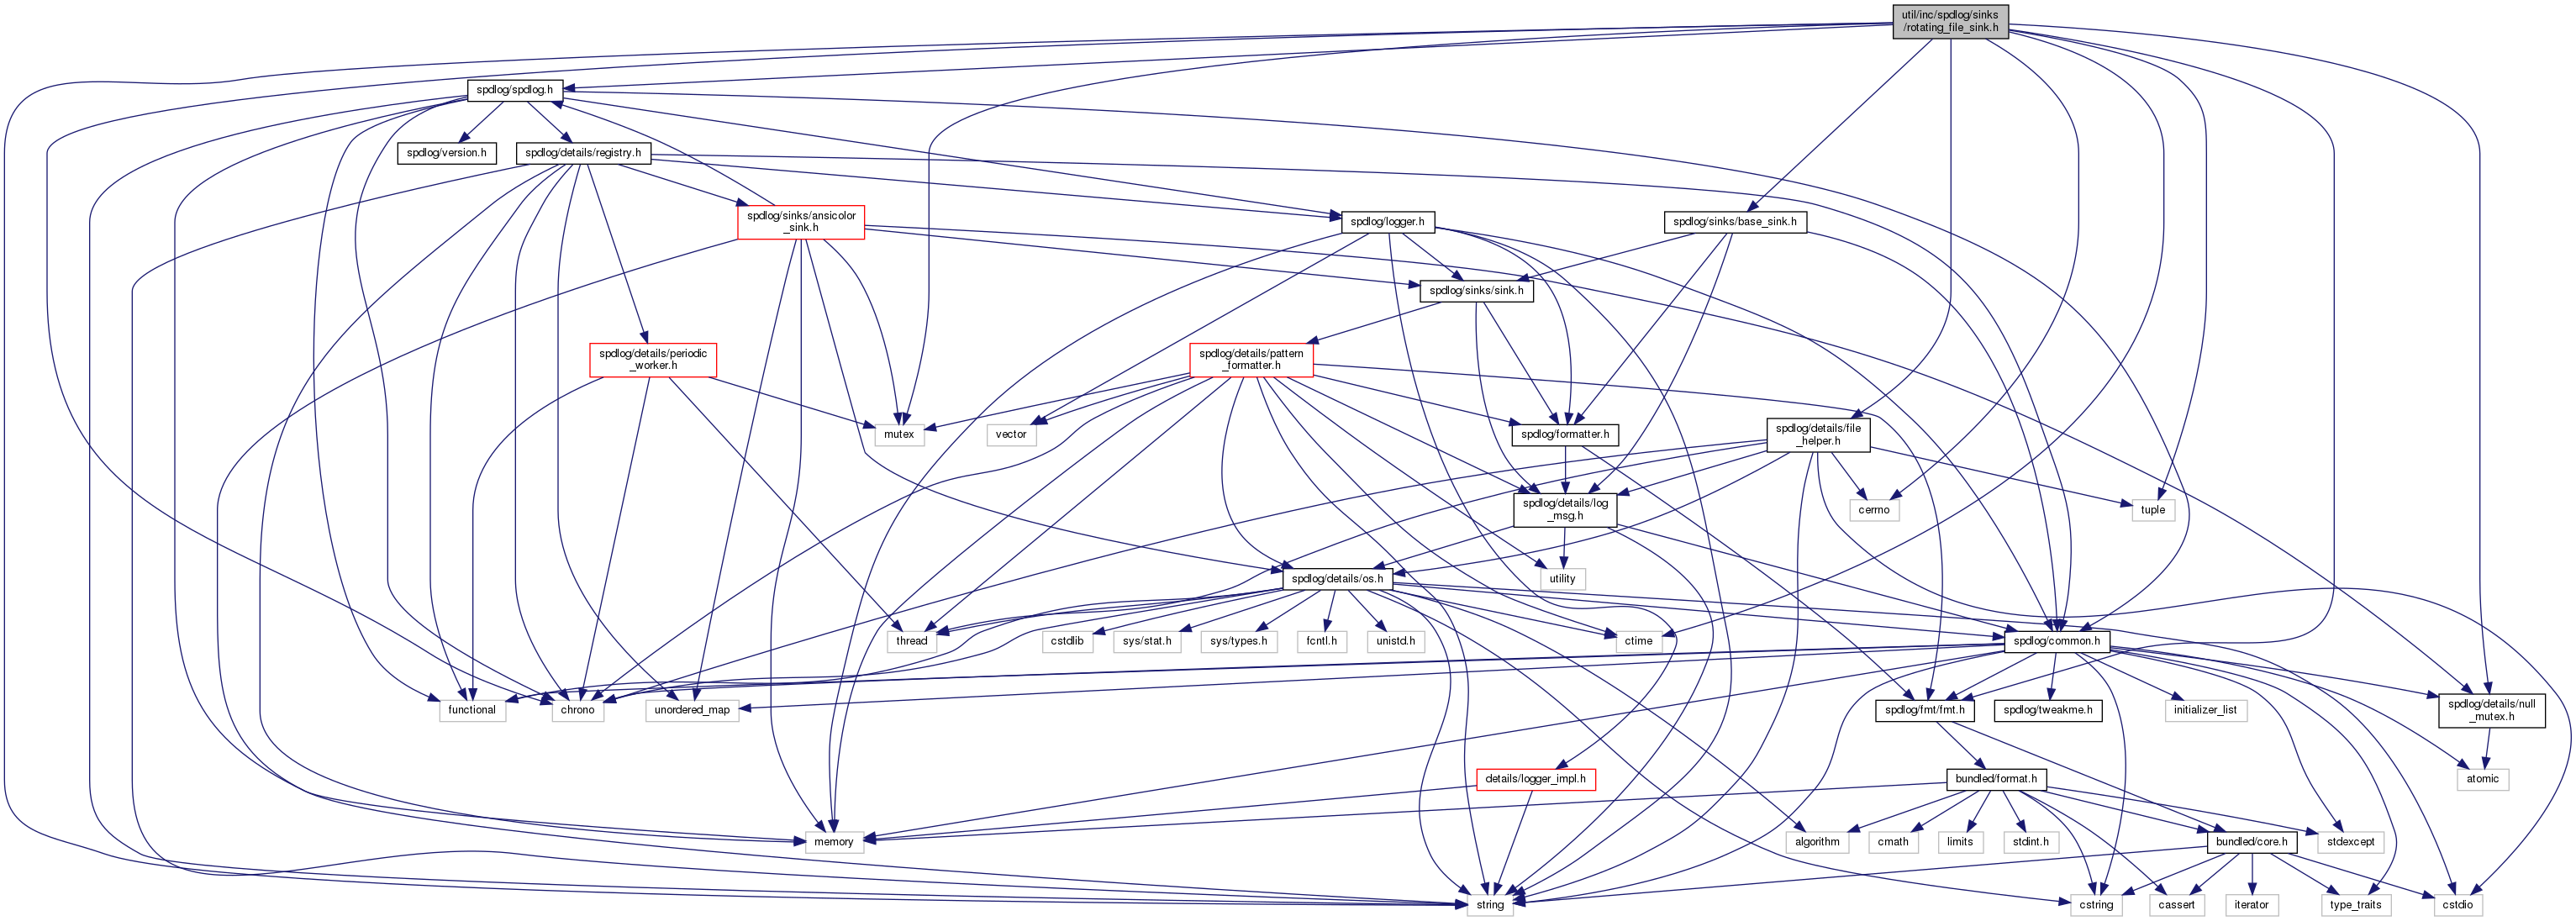 util/inc/spdlog/sinks
/rotating_file_sink.h
spdlog/spdlog.h
spdlog/version.h
spdlog/details/registry.h
spdlog/sinks/ansicolor
_sink.h
spdlog/logger.h
spdlog/sinks/base_sink.h
spdlog/sinks/sink.h
spdlog/details/periodic
_worker.h
spdlog/details/pattern
_formatter.h
mutex
vector
spdlog/formatter.h
spdlog/details/file
_helper.h
spdlog/details/log
_msg.h
cerrno
tuple
spdlog/details/os.h
utility
thread
cstdlib
sys/stat.h
sys/types.h
fcntl.h
unistd.h
ctime
spdlog/common.h
functional
chrono
unordered_map
spdlog/fmt/fmt.h
spdlog/tweakme.h
initializer_list
spdlog/details/null
_mutex.h
details/logger_impl.h
bundled/format.h
atomic
memory
algorithm
cmath
limits
stdint.h
bundled/core.h
stdexcept
string
cstring
cassert
iterator
type_traits
cstdio